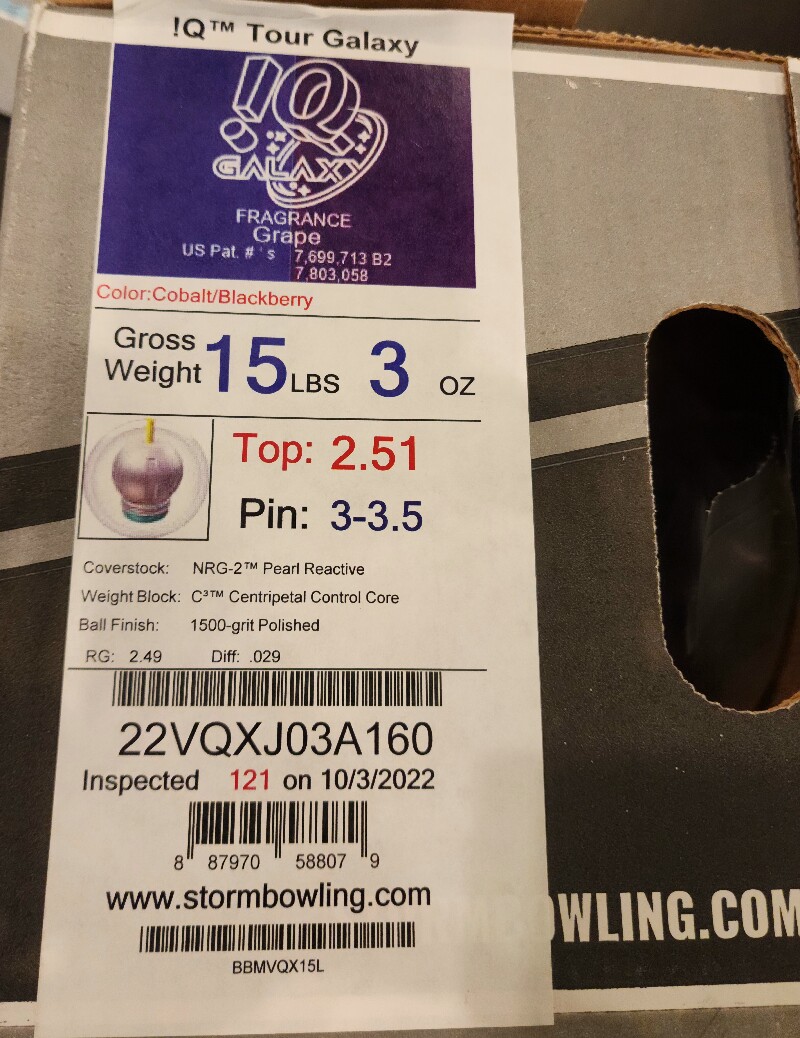 !Q™ Tour Galaxy
!Q
GALAXY
FRAGRANCE
Grape
US Pat. # ' s 7,699,713 B2
7,803,058
Color:Cobalt/Blackberry
Gross Weight 15 LBS 3 OZ
Top: 2.51
Pin: 3-3.5
Coverstock: NRG-2™ Pearl Reactive
Weight Block: C³™ Centripetal Control Core
Ball Finish: 1500-grit Polished
RG: 2.49 Diff: .029
22VQXJ03A160
Inspected 121 on 10/3/2022
8 87970 58807 9
www.stormbowling.com
BBMVQX15L
OWLING.COM